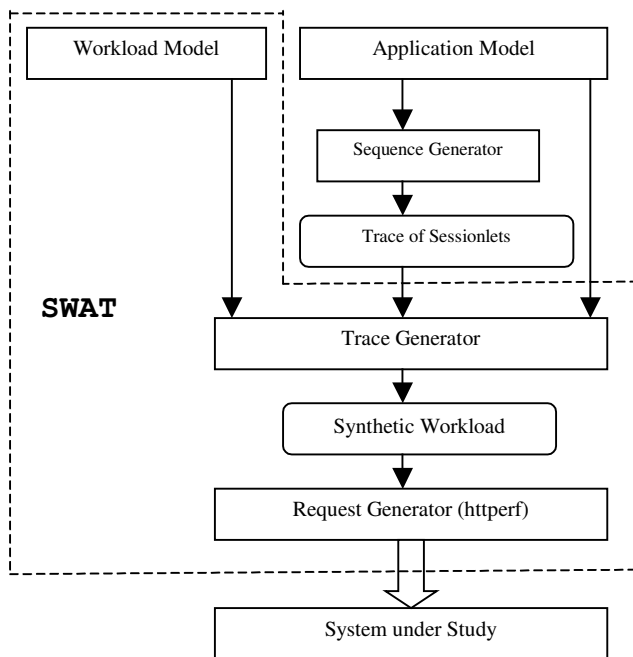 Workload Model
Application Model
Sequence Generator
Trace of Sessionlets
SWAT
Trace Generator
Synthetic Workload
Request Generator (httperf)
System under Study